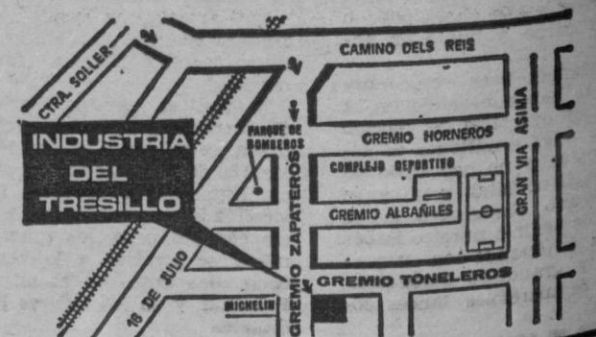 CAMINO DELS REIS
CTRA. SOLLER
INDUSTRIA
DEL
TRESILLO
PARQUE DE
BOMBEROS
GREMIO HORNEROS
COMPLEJO DEPORTIVO
GREMIO ALBAÑILES
GRAN VIA ASIMA
GREMIO ZAPATEROS
GREMIO TONELEROS
18 DE JULIO
MICHELIN